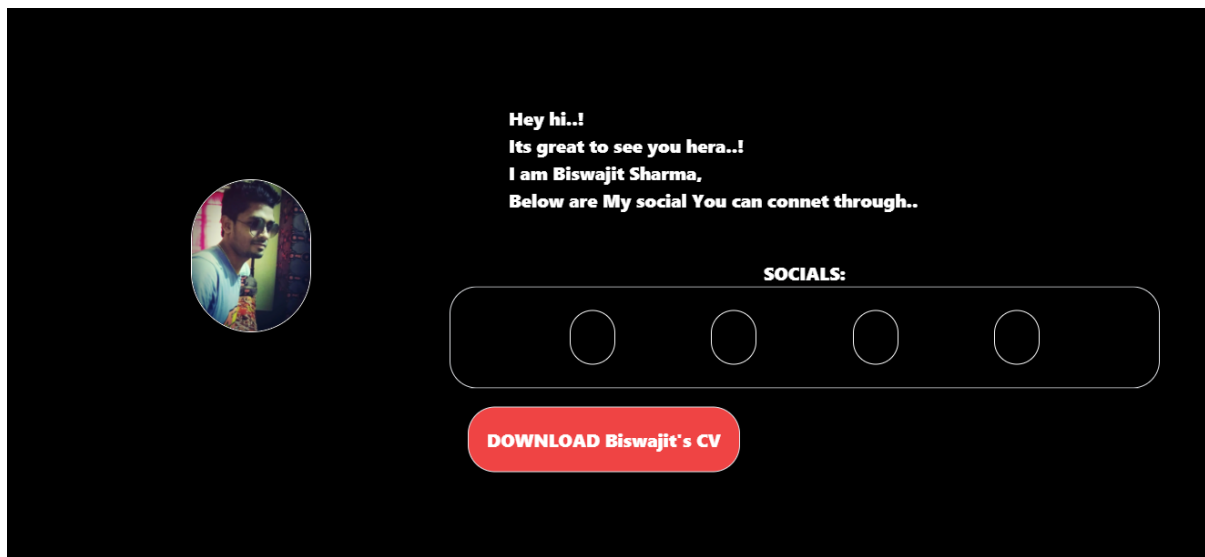 Hey hi..!
Its great to see you hera..!
I am Biswajit Sharma,
Below are My social You can connet through..
SOCIALS:
DOWNLOAD Biswajit's CV